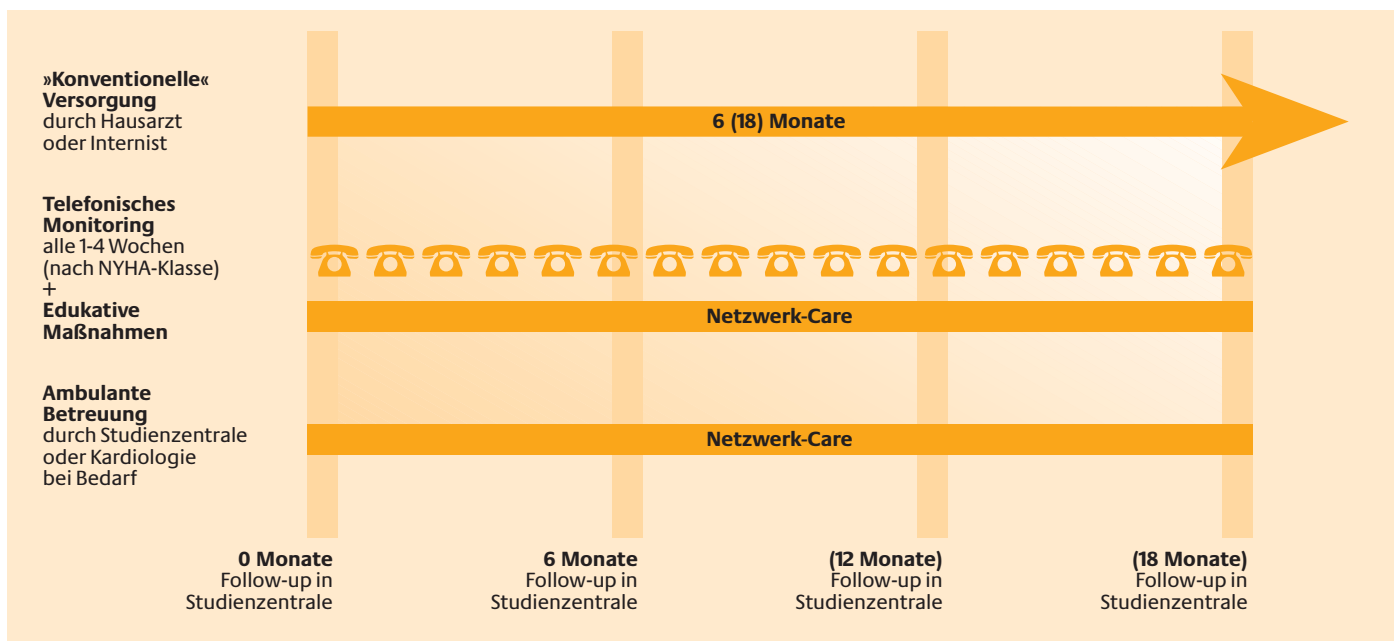 »Konventionelle«
Versorgung
durch Hausarzt
oder Internist
6 (18) Monate
Telefonisches
Monitoring
alle 1-4 Wochen
(nach NYHA-Klasse)
+
Edukative
Maßnahmen
Netzwerk-Care
Ambulante
Betreuung
durch Studienzentrale
oder Kardiologie
bei Bedarf
Netzwerk-Care
0 Monate
Follow-up in
Studienzentrale
6 Monate
Follow-up in
Studienzentrale
(12 Monate)
Follow-up in
Studienzentrale
(18 Monate)
Follow-up in
Studienzentrale